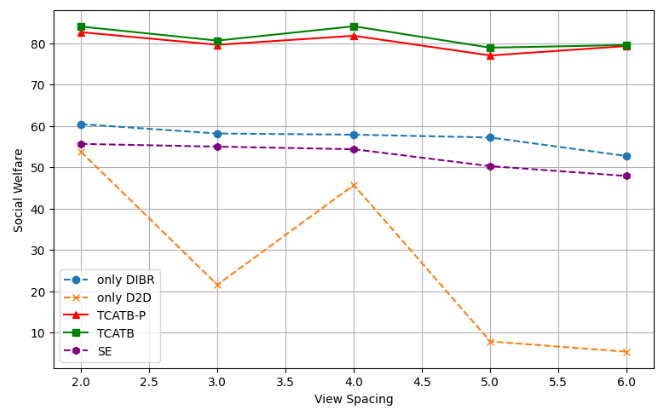 80
70
60
50
40
30
20
10
Social Welfare
only DIBR
only D2D
TCATB-P
TCATB
SE
2.0 2.5 3.0 3.5 4.0 4.5 5.0 5.5 6.0
View Spacing